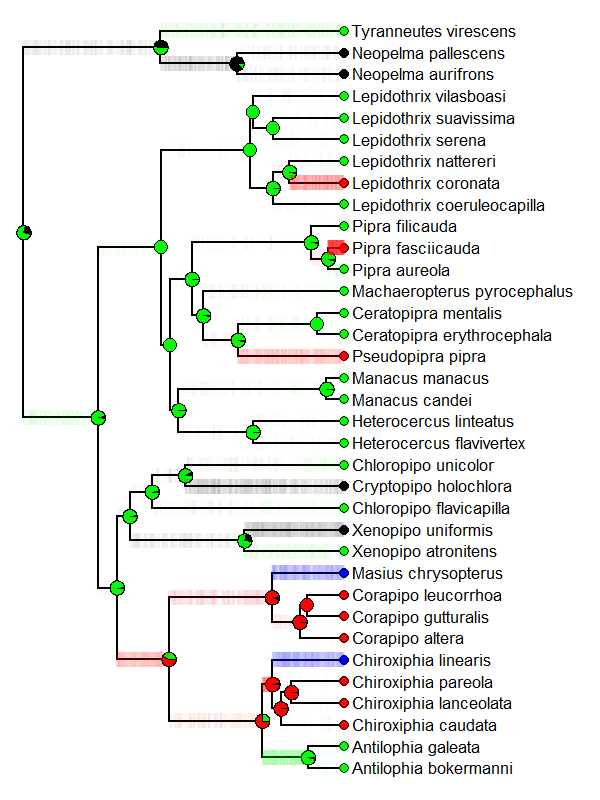 Tyranneutes virescens
Neopelma pallescens
Neopelma aurifrons
Lepidothrix vilasboasi
Lepidothrix suavissima
Lepidothrix serena
Lepidothrix nattereri
Lepidothrix coronata
Lepidothrix coeruleocapilla
Pipra filicauda
Pipra fasciicauda
Pipra aureola
Machaeropterus pyrocephalus
Ceratopipra mentalis
Ceratopipra erythrocephala
Pseudopipra pipra
Manacus manacus
Manacus candei
Heterocercus linteatus
Heterocercus flavivertex
Chloropipo unicolor
Cryptopipo holochlora
Chloropipo flavicapilla
Xenopipo uniformis
Xenopipo atronitens
Masius chrysopterus
Corapipo leucorrhoa
Corapipo gutturalis
Corapipo altera
Chiroxiphia linearis
Chiroxiphia pareola
Chiroxiphia lanceolata
Chiroxiphia caudata
Antilophia galeata
Antilophia bokermanni